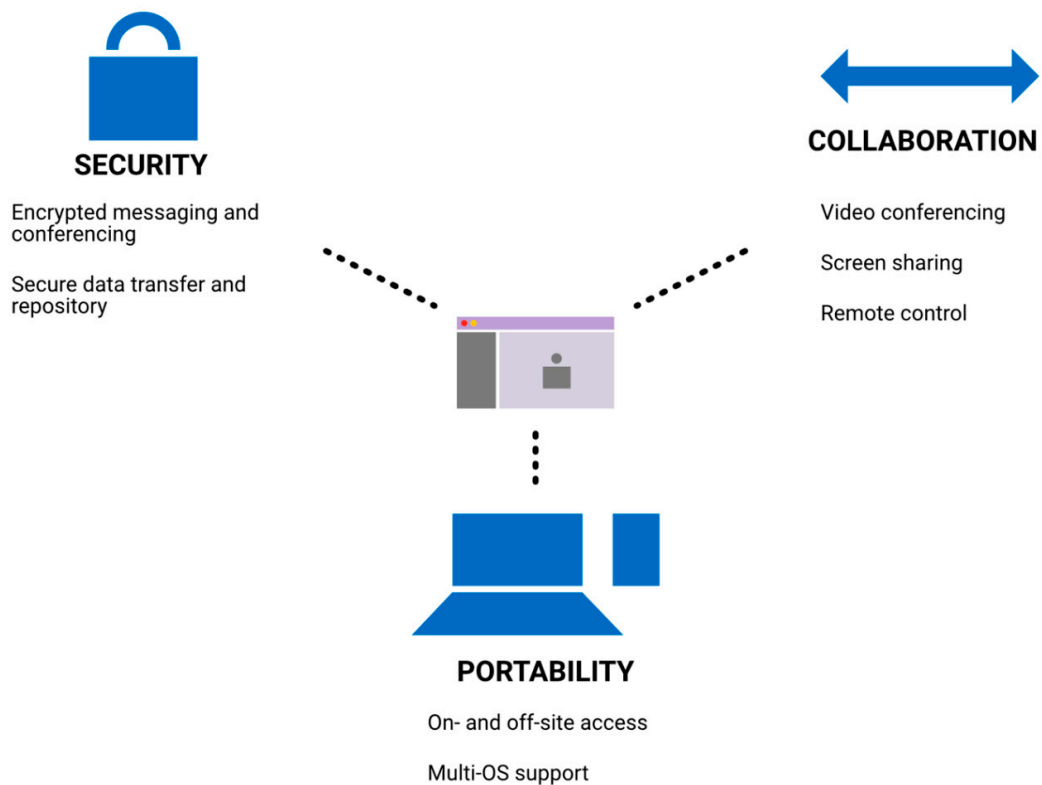 SECURITY
Encrypted messaging and
conferencing
Secure data transfer and
repository
COLLABORATION
Video conferencing
Screen sharing
Remote control
PORTABILITY
On- and off-site access
Multi-OS support